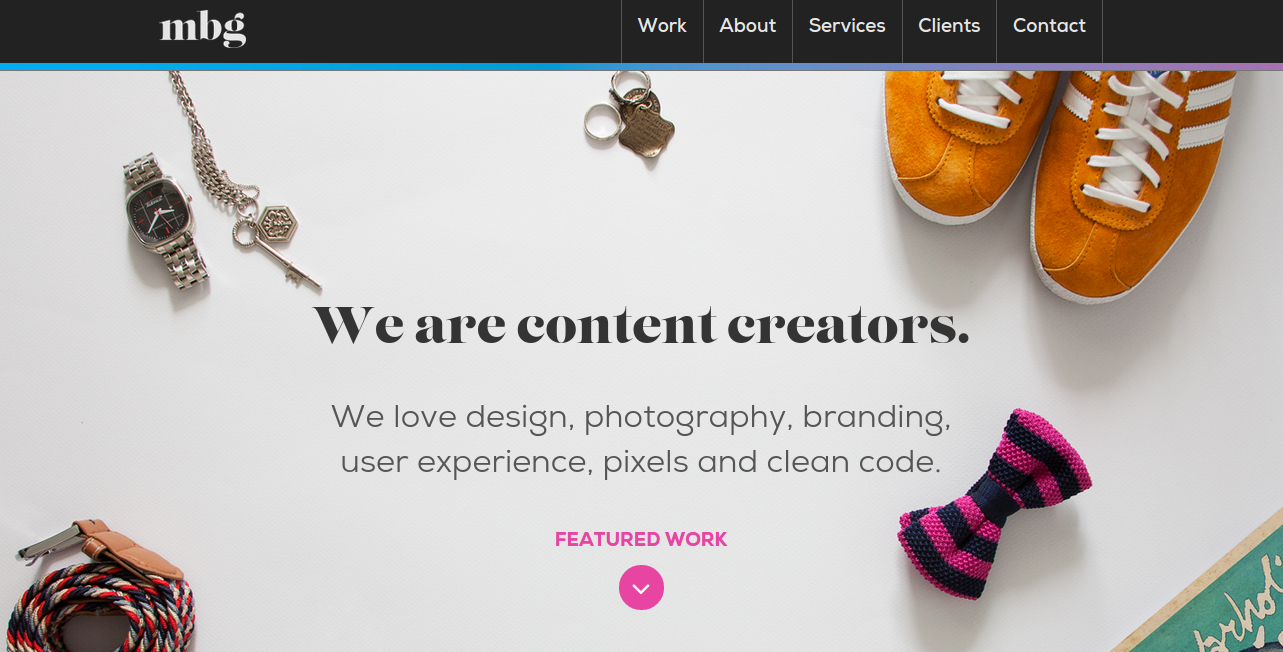 mbg
Work
About
Services
Clients
Contact
We are content creators.
We love design, photography, branding,
user experience, pixels and clean code.
FEATURED WORK